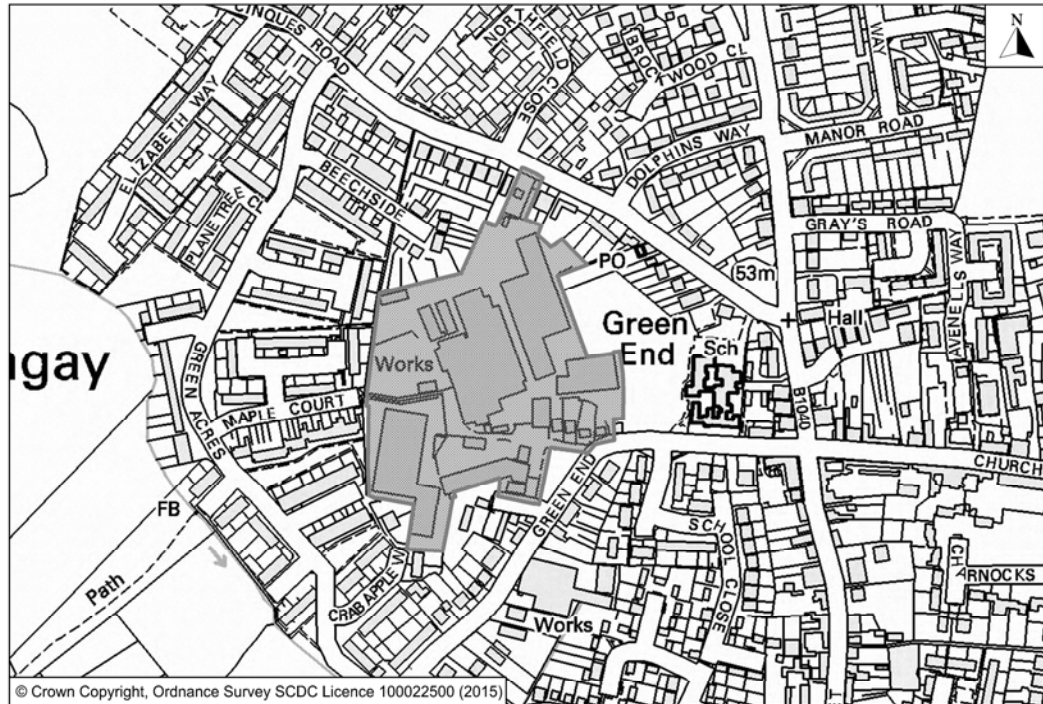 CINQUES ROAD
NORTHFIELD CLOSE
BROCKWOOD CL
WAY
N
ELIZABETH WAY
PLANE TREE CL
BEECHSIDE
DOLPHINS WAY
MANOR ROAD
GRAY'S ROAD
AVENELLS WAY
PO
53m
Hall
Green
End
Sch
Works
ngay
GREEN ACRES
MAPLE COURT
B1040
CHURCH
GREEN END
SCHOOL CLOSE
FB
Path
CRAB APPLE W
Works
CHARNOCKS
© Crown Copyright, Ordnance Survey SCDC Licence 100022500 (2015)